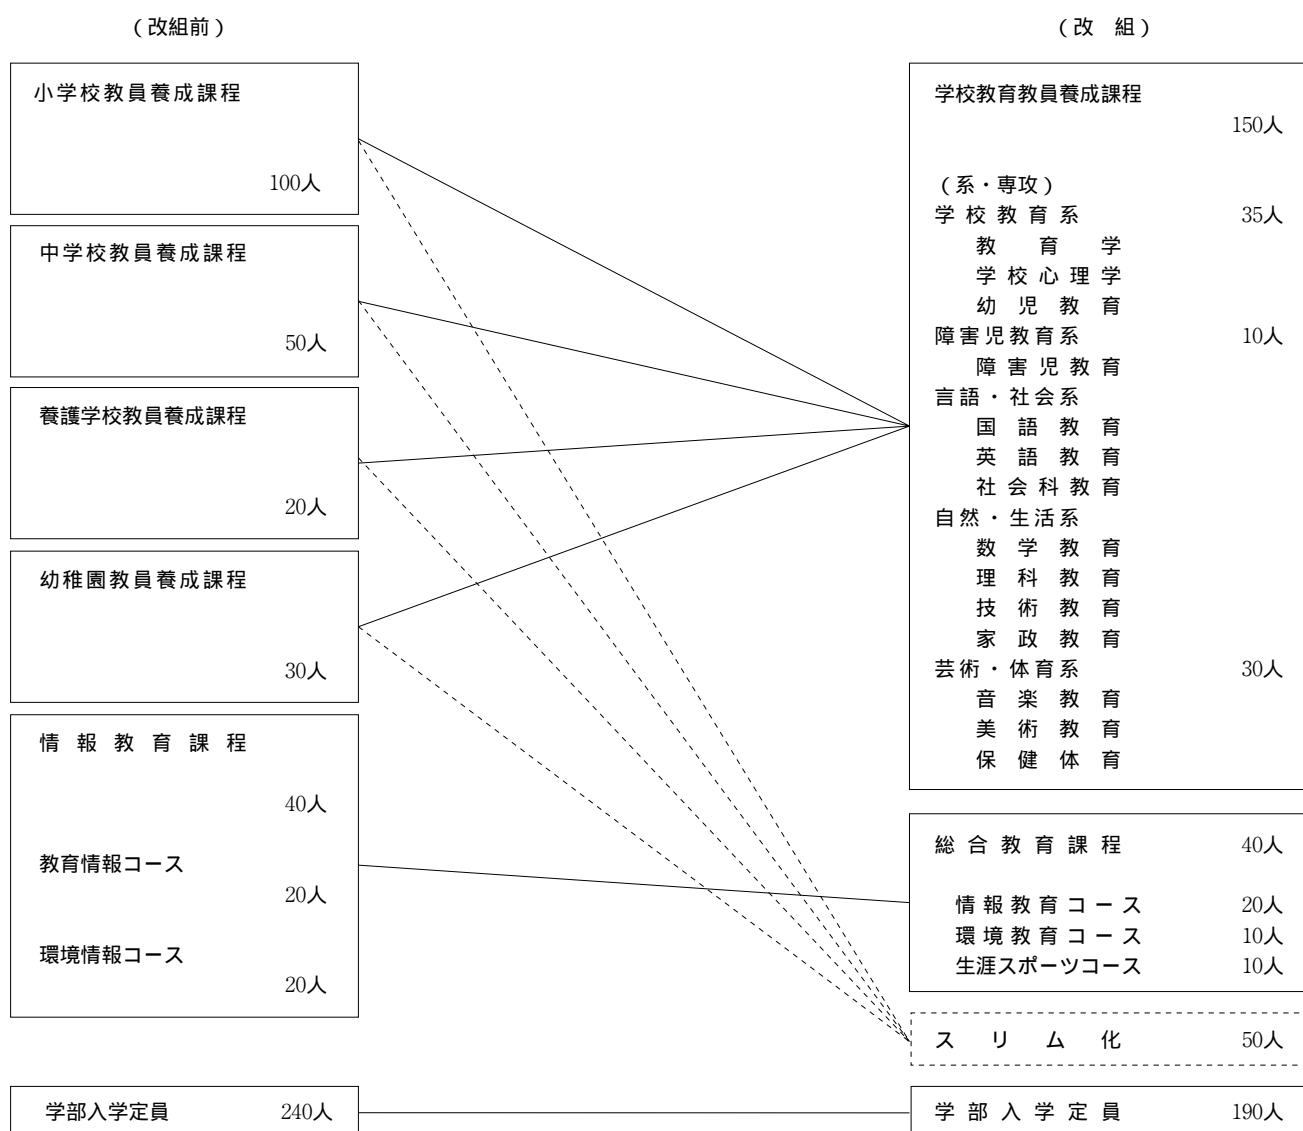 （改組前）
小学校教員養成課程
100人
中学校教員養成課程
50人
養護学校教員養成課程
20人
幼稚園教員養成課程
30人
情報教育課程
40人
教育情報コース
20人
環境情報コース
20人
学部入学定員 240人
（改 組）
学校教育教員養成課程
150人
（系・専攻）
学校教育系 35人
教育学
学校心理学
幼児教育
障害児教育系 10人
障害児教育
言語・社会系
国語教育
英語教育
社会科教育
自然・生活系
数学教育
理科教育
技術教育
家政教育
芸術・体育系 30人
音楽教育
美術教育
保健体育
総合教育課程 40人
情報教育コース 20人
環境教育コース 10人
生涯スポーツコース 10人
スリム化 50人
学部入学定員 190人